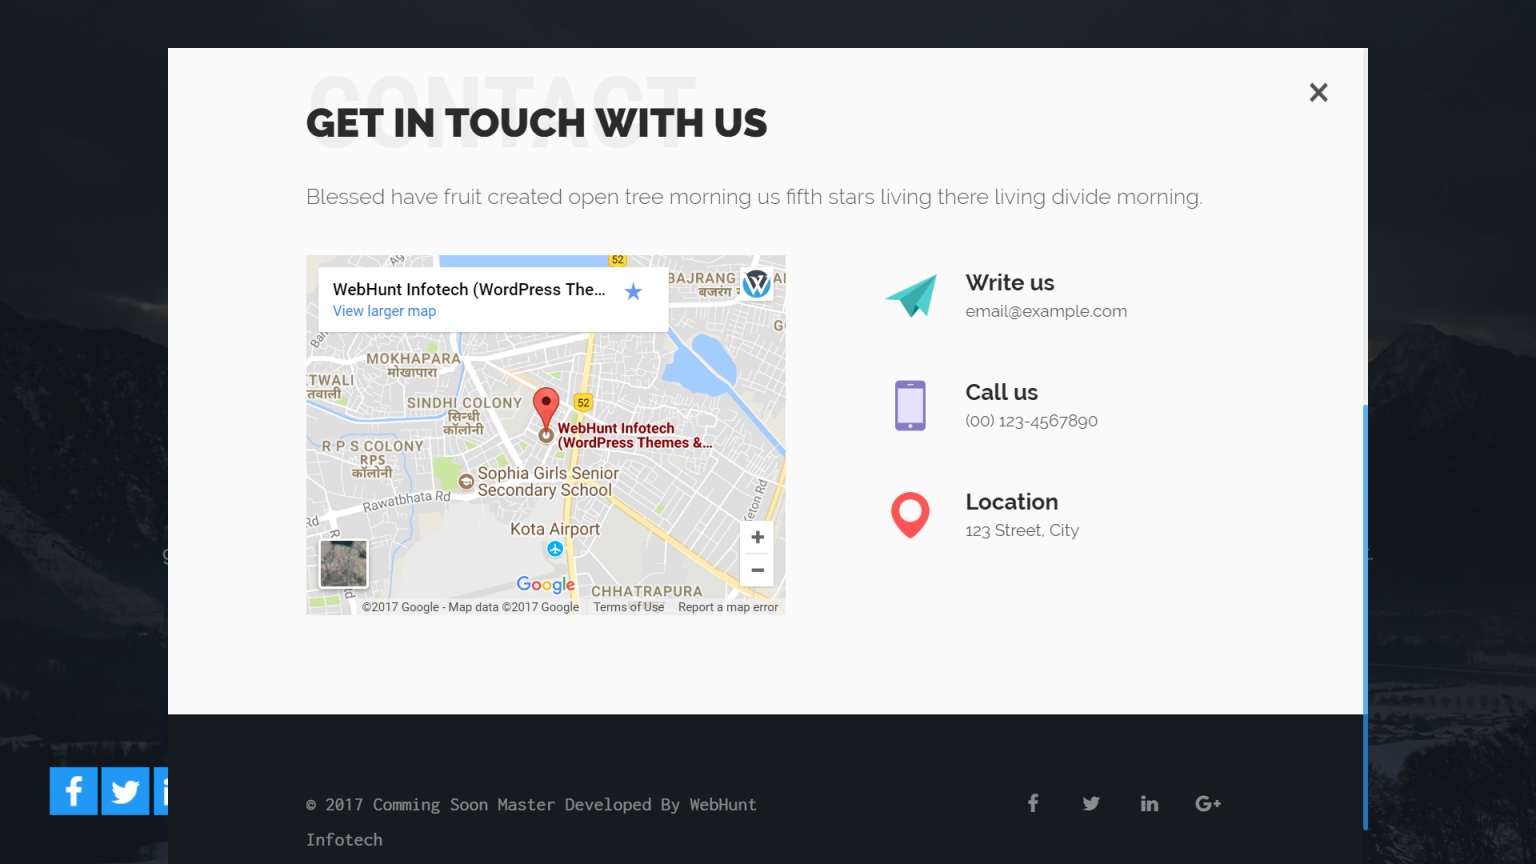 CONTACT
GET IN TOUCH WITH US
Blessed have fruit created open tree morning us fifth stars living there living divide morning.
52
WebHunt Infotech (WordPress The...
View larger map
BAJRANG
बजरंग
MOKHAPARA
मोखापारा
TWALI
तवाली
SINDHI COLONY
सिन्धी
कॉलोनी
52
WebHunt Infotech
(WordPress Themes &...
R P S COLONY
RPS
कॉलोनी
Sophia Girls Senior
Secondary School
Rawatbhata Rd
Rd
eton Rd
Kota Airport
+
−
Google
CHHATRAPURA
©2017 Google - Map data ©2017 Google
Terms of Use
Report a map error
Write us
email@example.com
Call us
(00) 123-4567890
Location
123 Street, City
© 2017 Comming Soon Master Developed By WebHunt
Infotech